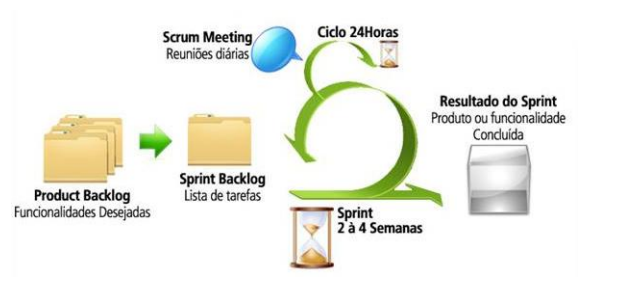 Scrum Meeting
Reuniões diárias
Ciclo 24Horas
Resultado do Sprint
Produto ou funcionalidade
Concluída
Product Backlog
Funcionalidades Desejadas
Sprint Backlog
Lista de tarefas
Sprint
2 à 4 Semanas